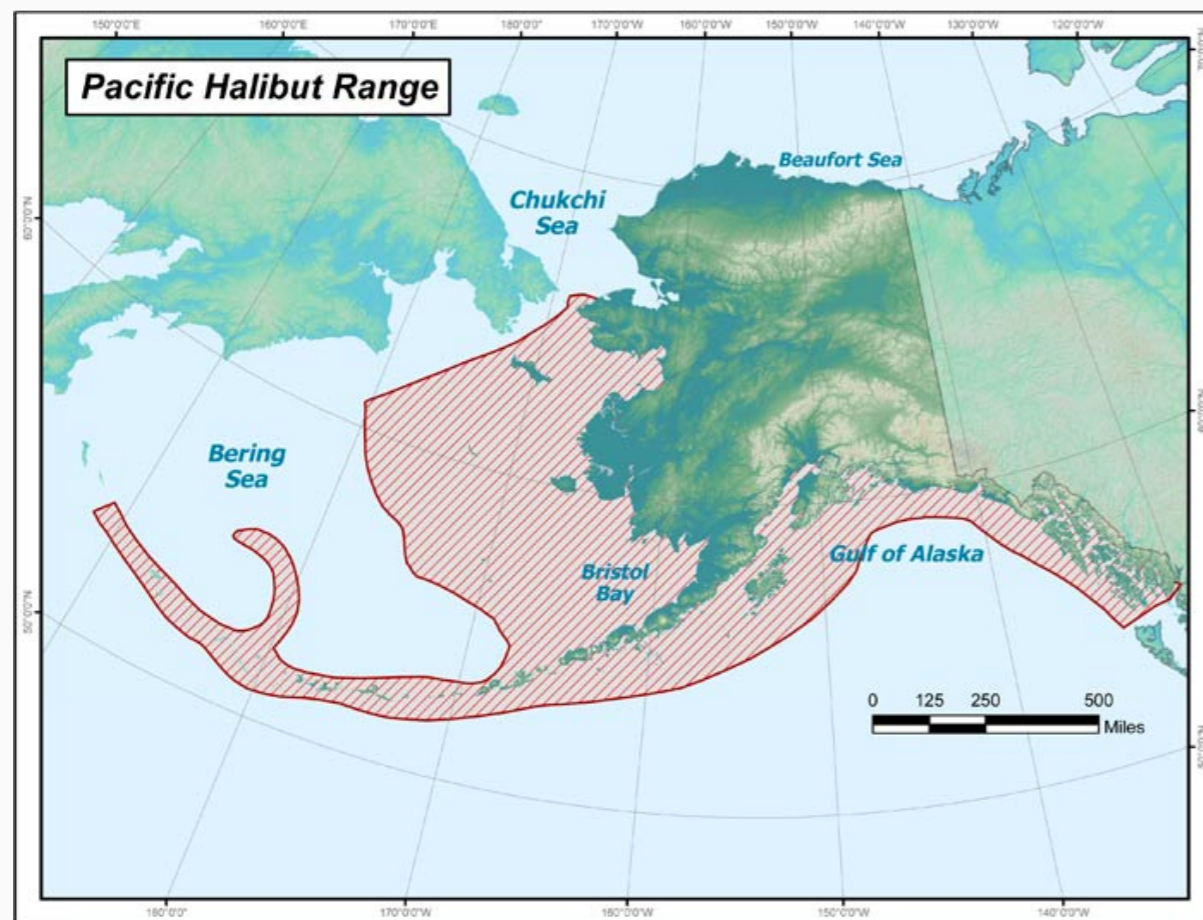 150°0'0"E
160°0'0"E
170°0'0"E
180°0'0"
170°0'0"W
160°0'0"W
150°0'0"W
140°0'0"W
130°0'0"W
120°0'0"W
Pacific Halibut Range
Beaufort Sea
Chukchi
Sea
Bering
Sea
Bristol
Bay
Gulf of Alaska
0 125 250 500
Miles
180°0'0"
170°0'0"W
160°0'0"W
150°0'0"W
140°0'0"W